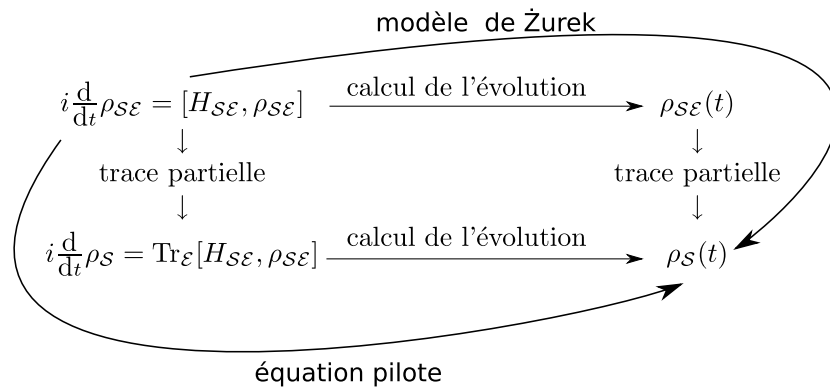 modèle de Żurek
i d/dt ρ_SE = [H_SE, ρ_SE] calcul de l'évolution ρ_SE(t)
↓ ↓
trace partielle trace partielle
↓ ↓
i d/dt ρ_S = Tr_E[H_SE, ρ_SE] calcul de l'évolution ρ_S(t)
équation pilote